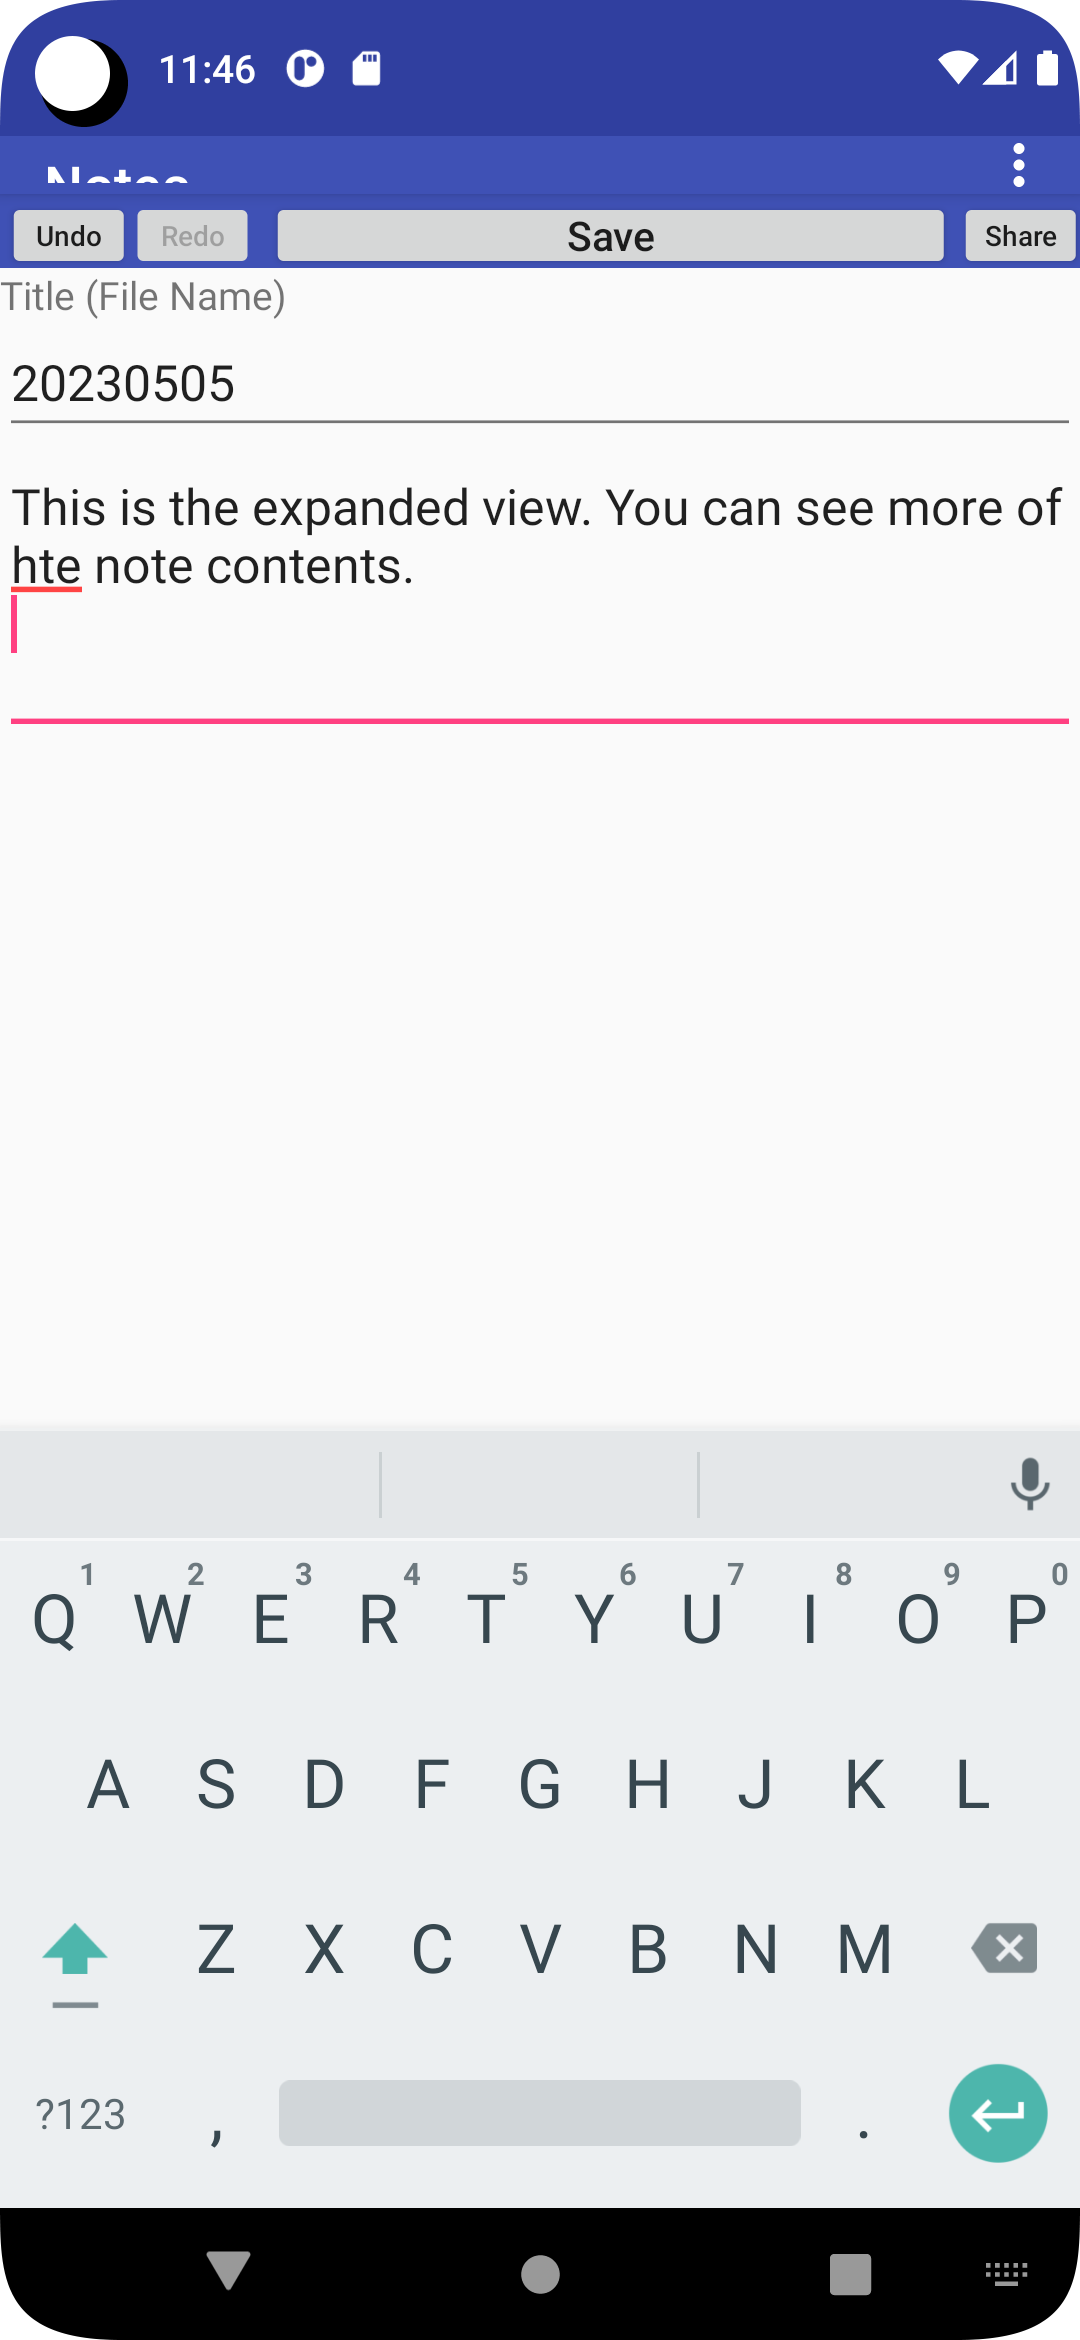 11:46
Notes
Undo Redo Save Share
Title (File Name)
20230505
This is the expanded view. You can see more of
hte note contents.
1 2 3 4 5 6 7 8 9 0
Q W E R T Y U I O P
A S D F G H J K L
Z X C V B N M
?123 , .